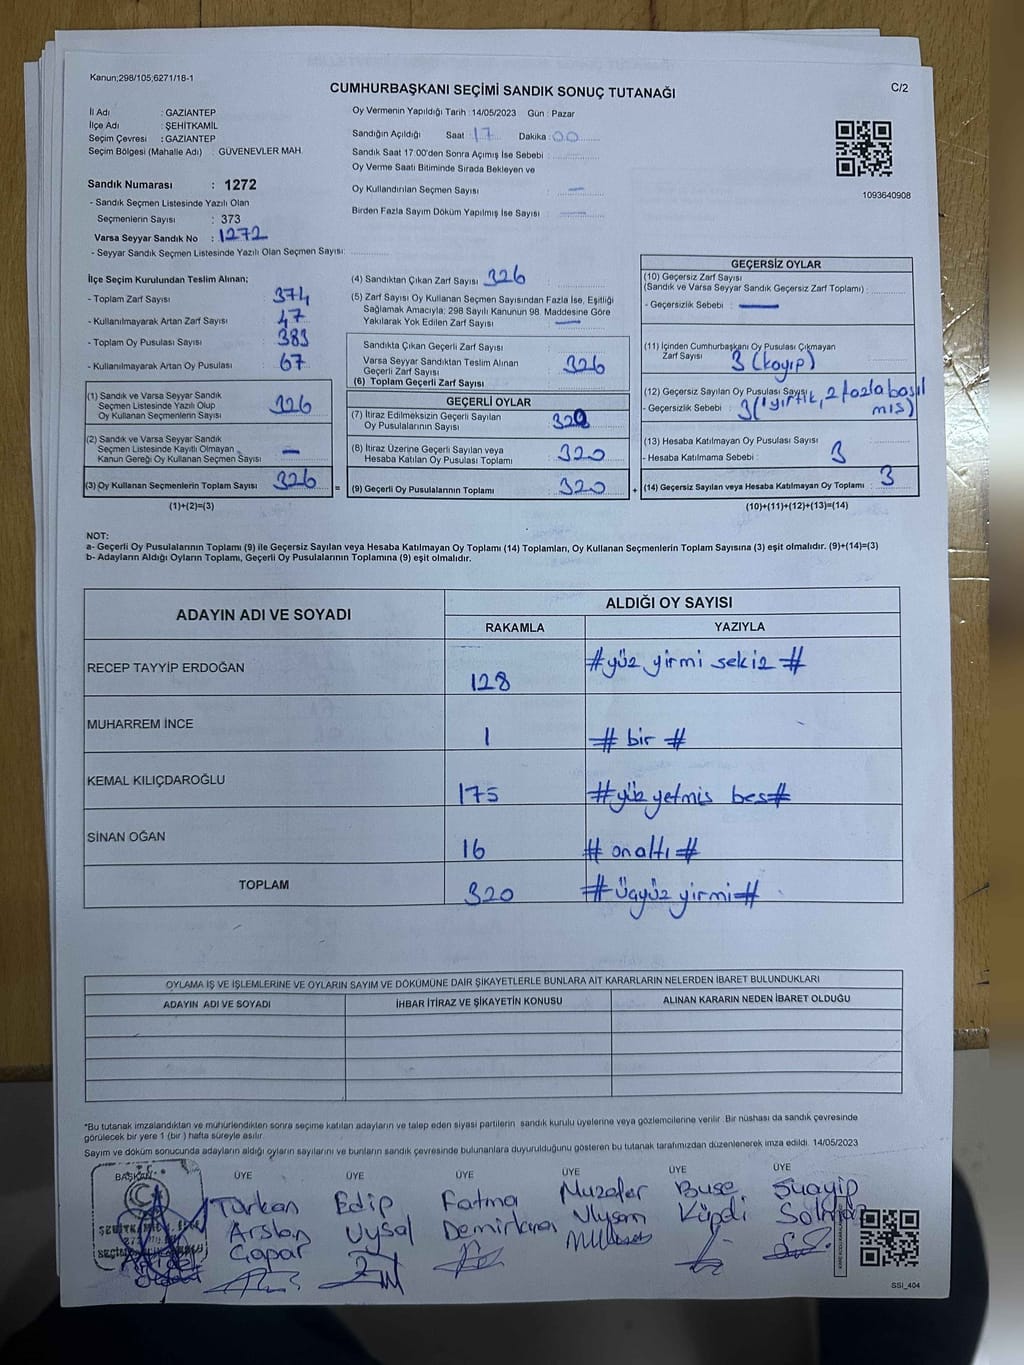 Kanun;298/105;6271/18-1
CUMHURBAŞKANI SEÇİMİ SANDIK SONUÇ TUTANAĞI
C/2
İl Adı : GAZİANTEP
İlçe Adı : ŞEHİTKAMİL
Seçim Çevresi : GAZİANTEP
Seçim Bölgesi (Mahalle Adı) : GÜVENEVLER MAH.
Sandık Numarası : 1272
- Sandık Seçmen Listesinde Yazılı Olan
Seçmenlerin Sayısı : 373
Varsa Seyyar Sandık No : 1272
- Seyyar Sandık Seçmen Listesinde Yazılı Olan Seçmen Sayısı:
Oy Vermenin Yapıldığı Tarih : 14/05/2023 Gün : Pazar
Sandığın Açıldığı Saat 17 Dakika : 00
Sandık Saat 17:00'den Sonra Açımış İse Sebebi :
Oy Verme Saati Bitiminde Sırada Bekleyen ve
Oy Kullandırılan Seçmen Sayısı : —
Birden Fazla Sayım Döküm Yapılmış İse Sayısı : —
1093640908
İlçe Seçim Kurulundan Teslim Alınan;
- Toplam Zarf Sayısı 374
- Kullanılmayarak Artan Zarf Sayısı : 47
- Toplam Oy Pusulası Sayısı 383
- Kullanılmayarak Artan Oy Pusulası : 67
(1) Sandık ve Varsa Seyyar Sandık
Seçmen Listesinde Yazılı Olup
Oy Kullanan Seçmenlerin Sayısı 326
(2) Sandık ve Varsa Seyyar Sandık
Seçmen Listesinde Kayıtlı Olmayan
Kanun Gereği Oy Kullanan Seçmen Sayısı —
(3) Oy Kullanan Seçmenlerin Toplam Sayısı 326 =
(1)+(2)=(3)
(4) Sandıktan Çıkan Zarf Sayısı : 326
(5) Zarf Sayısı Oy Kullanan Seçmen Sayısından Fazla İse, Eşitliği
Sağlamak Amacıyla; 298 Sayılı Kanunun 98. Maddesine Göre
Yakılarak Yok Edilen Zarf Sayısı : —
Sandıkta Çıkan Geçerli Zarf Sayısı
Varsa Seyyar Sandıktan Teslim Alınan
Geçerli Zarf Sayısı : 326
(6) Toplam Geçerli Zarf Sayısı
GEÇERLİ OYLAR
(7) İtiraz Edilmeksizin Geçerli Sayılan
Oy Pusulalarının Sayısı 320
(8) İtiraz Üzerine Geçerli Sayılan veya
Hesaba Katılan Oy Pusulası Toplamı 320
(9) Geçerli Oy Pusulalarının Toplamı : 320 +
GEÇERSİZ OYLAR
(10) Geçersiz Zarf Sayısı
(Sandık ve Varsa Seyyar Sandık Geçersiz Zarf Toplamı) :
- Geçersizlik Sebebi : —
(11) İçinden Cumhurbaşkanı Oy Pusulası Çıkmayan
Zarf Sayısı 3 (kayıp)
(12) Geçersiz Sayılan Oy Pusulası Sayısı
- Geçersizlik Sebebi : 3(1 yırtık, 2 fazla basıl
mış)
(13) Hesaba Katılmayan Oy Pusulası Sayısı
- Hesaba Katılmama Sebebi : 3
(14) Geçersiz Sayılan veya Hesaba Katılmayan Oy Toplamı : 3
(10)+(11)+(12)+(13)=(14)
NOT:
a- Geçerli Oy Pusulalarının Toplamı (9) ile Geçersiz Sayılan veya Hesaba Katılmayan Oy Toplamı (14) Toplamları, Oy Kullanan Seçmenlerin Toplam Sayısına (3) eşit olmalıdır. (9)+(14)=(3)
b- Adayların Aldığı Oyların Toplamı, Geçerli Oy Pusulalarının Toplamına (9) eşit olmalıdır.
ADAYIN ADI VE SOYADI ALDIĞI OY SAYISI
RAKAMLA YAZIYLA
RECEP TAYYİP ERDOĞAN 128 #yüz yirmi sekiz #
MUHARREM İNCE 1 # bir #
KEMAL KILIÇDAROĞLU 175 #yüz yetmis bes#
SİNAN OĞAN 16 # onaltı #
TOPLAM 320 # üçyüz yirmi #
OYLAMA İŞ VE İŞLEMLERİNE VE OYLARIN SAYIM VE DÖKÜMÜNE DAİR ŞİKAYETLERLE BUNLARA AİT KARARLARIN NELERDEN İBARET BULUNDUKLARI
ADAYIN ADI VE SOYADI İHBAR İTİRAZ VE ŞİKAYETİN KONUSU ALINAN KARARIN NEDEN İBARET OLDUĞU
*Bu tutanak imzalandıktan ve mühürlendikten sonra seçime katılan adayların ve talep eden siyasi partilerin sandık kurulu üyelerine veya gözlemcilerine verilir. Bir nüshası da sandık çevresinde
görülecek bir yere 1 (bir ) hafta süreyle asılır.
Sayım ve döküm sonucunda adayların aldığı oyların sayılarını ve bunların sandık çevresinde bulunanlara duyurulduğunu gösteren bu tutanak tarafımızdan düzenlenerek imza edildi. 14/05/2023
BAŞKAN ÜYE ÜYE ÜYE ÜYE ÜYE ÜYE
Türkan Edip Fatma Muzafer Buse Şuayip
Arslan Uysal Demirkıran Ulysam Küpdi Solmaz
Çapar
SSİ_404